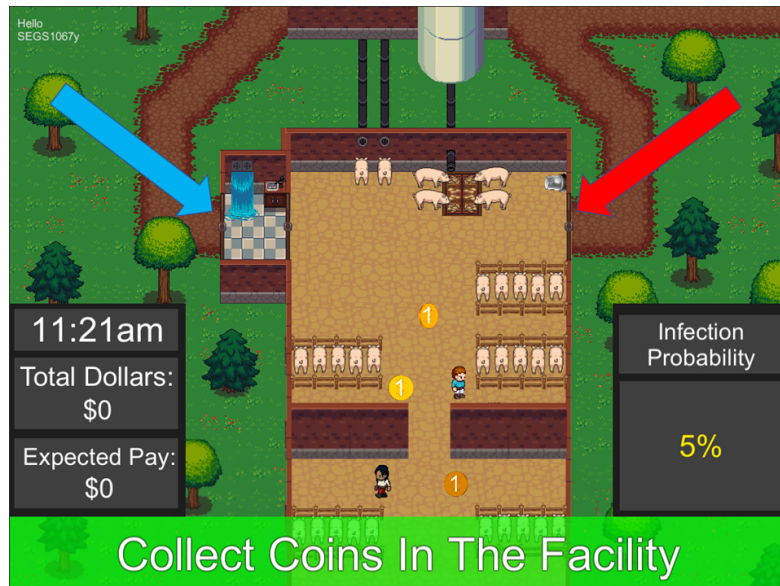 Hello
SEGS1067y
11:21am
Total Dollars:
$0
Expected Pay:
$0
Infection
Probability
5%
1
1
1
Collect Coins In The Facility